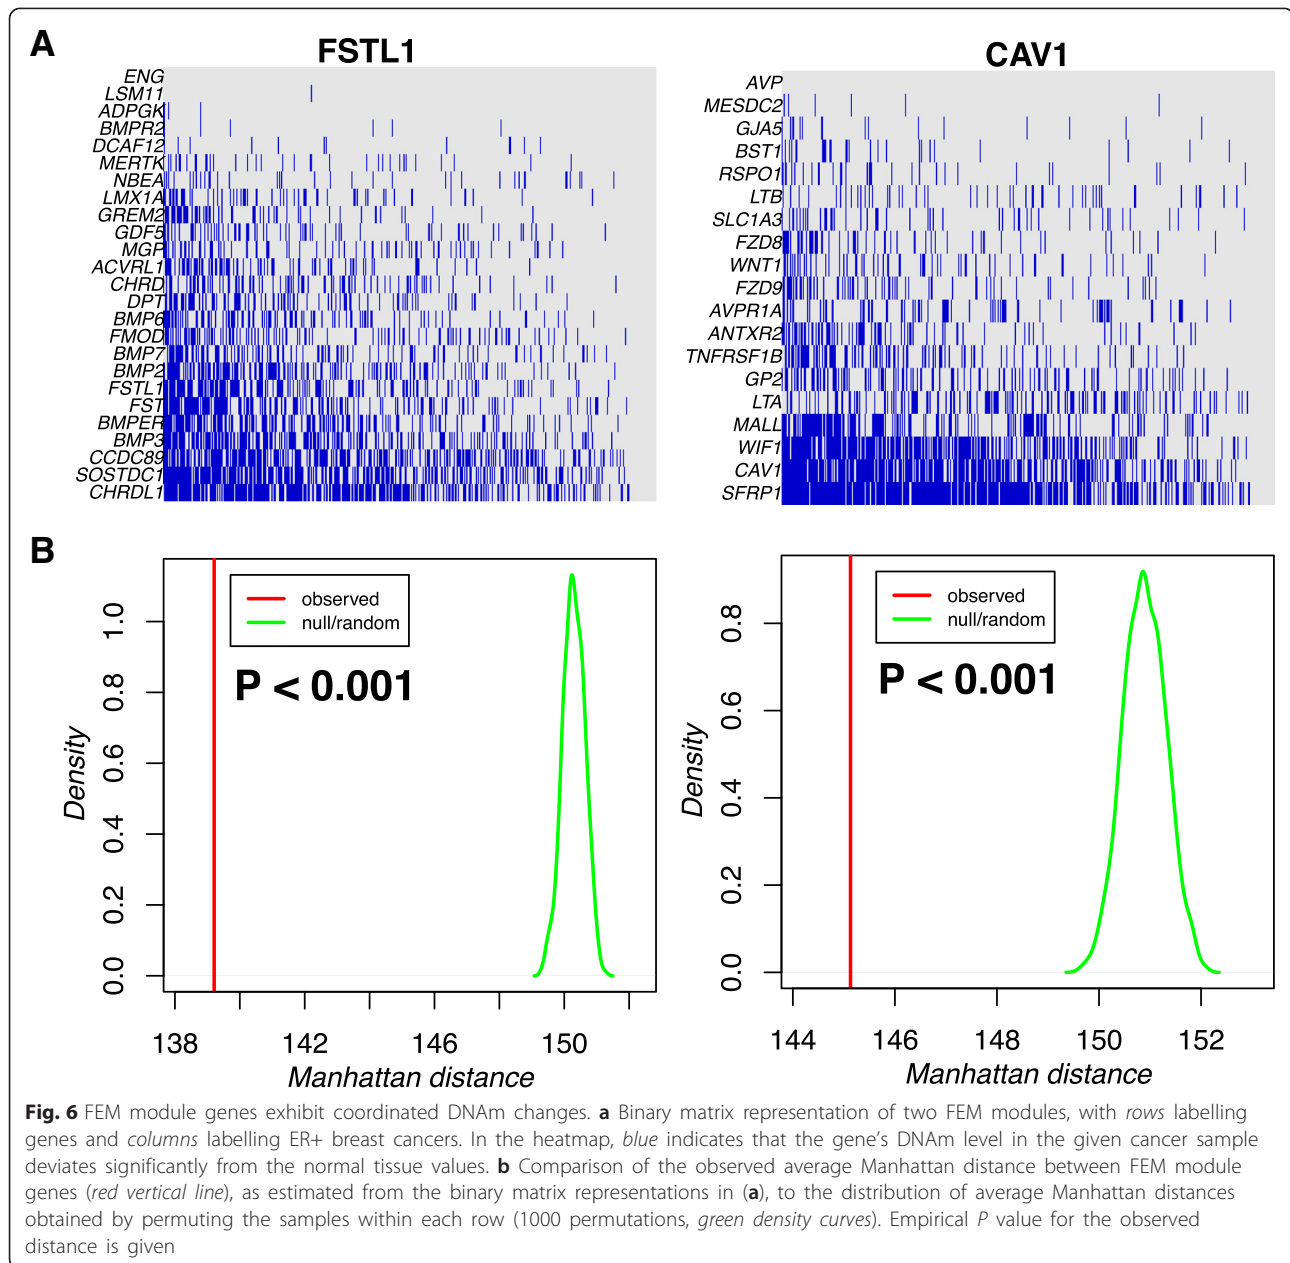 A
FSTL1
ENG
LSM11
ADPGK
BMPR2
DCAF12
MERTK
NBEA
LMX1A
GREM2
GDF5
MGP
ACVRL1
CHRD
DPT
BMP6
FMOD
BMP7
BMP2
FSTL1
FST
BMPER
BMP3
CCDC89
SOSTDC1
CHRDL1
CAV1
AVP
MESDC2
GJA5
BST1
RSPO1
LTB
SLC1A3
FZD8
WNT1
FZD9
AVPR1A
ANTXR2
TNFRSF1B
GP2
LTA
MALL
WIF1
CAV1
SFRP1
B
observed
null/random
P < 0.001
Density
0.0 0.2 0.4 0.6 0.8 1.0
138 142 146 150
Manhattan distance
observed
null/random
P < 0.001
Density
0.0 0.2 0.4 0.6 0.8
144 146 148 150 152
Manhattan distance
Fig. 6 FEM module genes exhibit coordinated DNAm changes. a Binary matrix representation of two FEM modules, with rows labelling
genes and columns labelling ER+ breast cancers. In the heatmap, blue indicates that the gene's DNAm level in the given cancer sample
deviates significantly from the normal tissue values. b Comparison of the observed average Manhattan distance between FEM module
genes (red vertical line), as estimated from the binary matrix representations in (a), to the distribution of average Manhattan distances
obtained by permuting the samples within each row (1000 permutations, green density curves). Empirical P value for the observed
distance is given